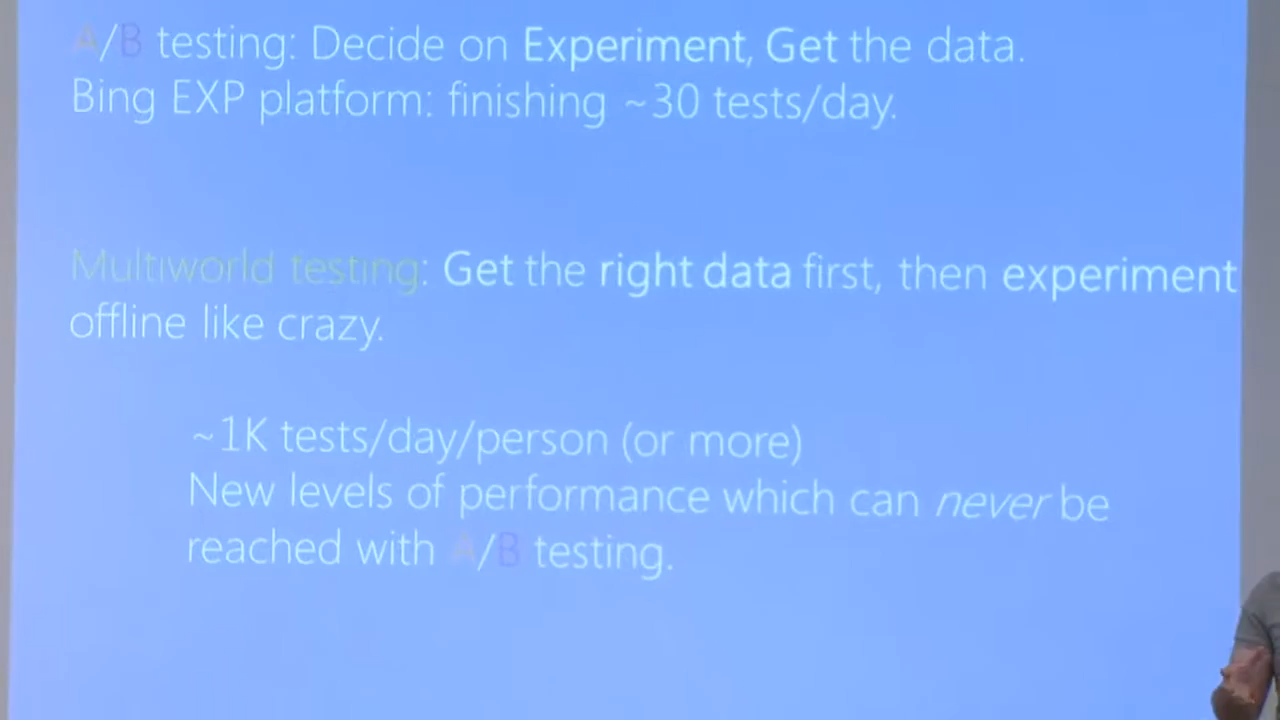 A/B testing: Decide on Experiment, Get the data.
Bing EXP platform: finishing ~30 tests/day.
Multiworld testing: Get the right data first, then experiment
offline like crazy.
~1K tests/day/person (or more)
New levels of performance which can never be
reached with A/B testing.